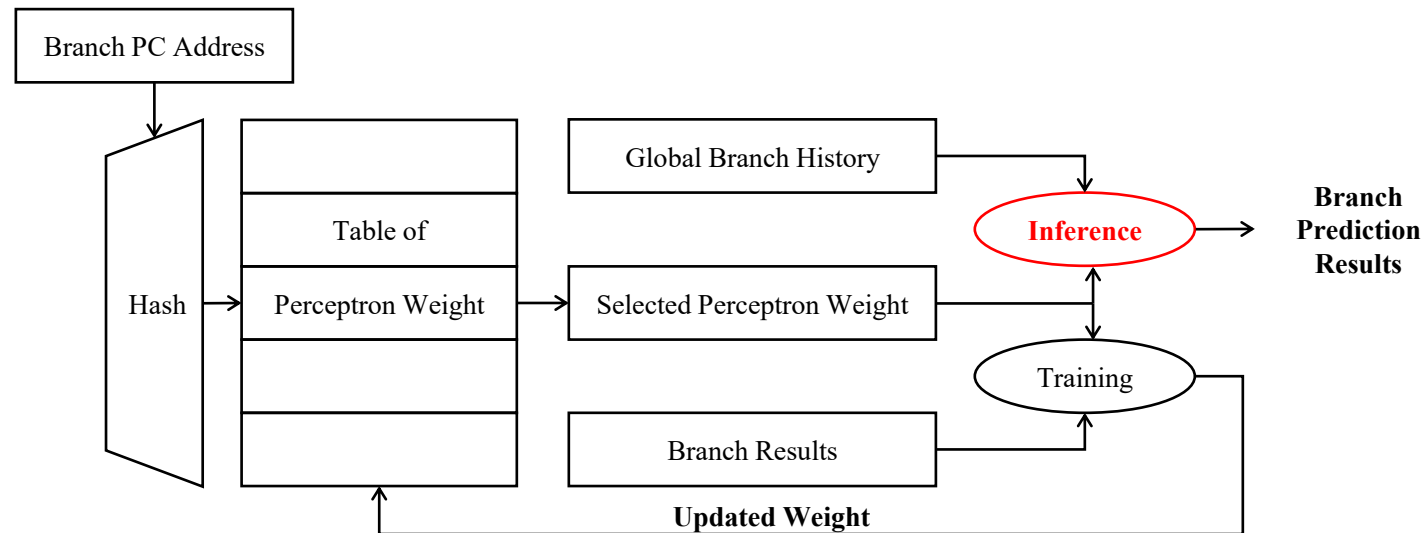 Branch PC Address
Hash
Table of
Perceptron Weight
Global Branch History
Selected Perceptron Weight
Branch Results
Inference
Training
Branch
Prediction
Results
Updated Weight